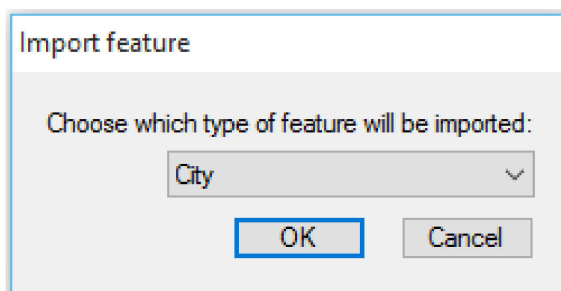 Import feature
Choose which type of feature will be imported:
City
OK Cancel